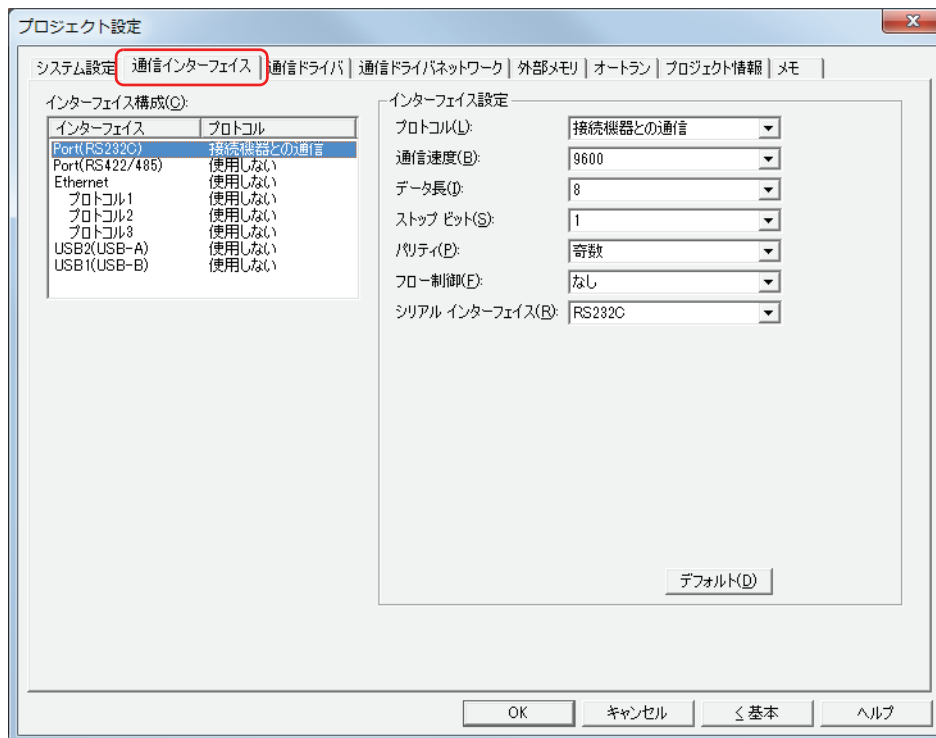 プロジェクト設定
システム設定 通信インターフェイス 通信ドライバ 通信ドライバネットワーク 外部メモリ オートラン プロジェクト情報 メモ
インターフェイス構成(C):
インターフェイス プロトコル
Port(RS232C) 接続機器との通信
Port(RS422/485) 使用しない
Ethernet 使用しない
プロトコル1 使用しない
プロトコル2 使用しない
プロトコル3 使用しない
USB2(USB-A) 使用しない
USB1(USB-B) 使用しない
インターフェイス設定
プロトコル(L): 接続機器との通信
通信速度(B): 9600
データ長(I): 8
ストップ ビット(S): 1
パリティ(P): 奇数
フロー制御(F): なし
シリアル インターフェイス(R): RS232C
デフォルト(D)
OK キャンセル く基本 ヘルプ